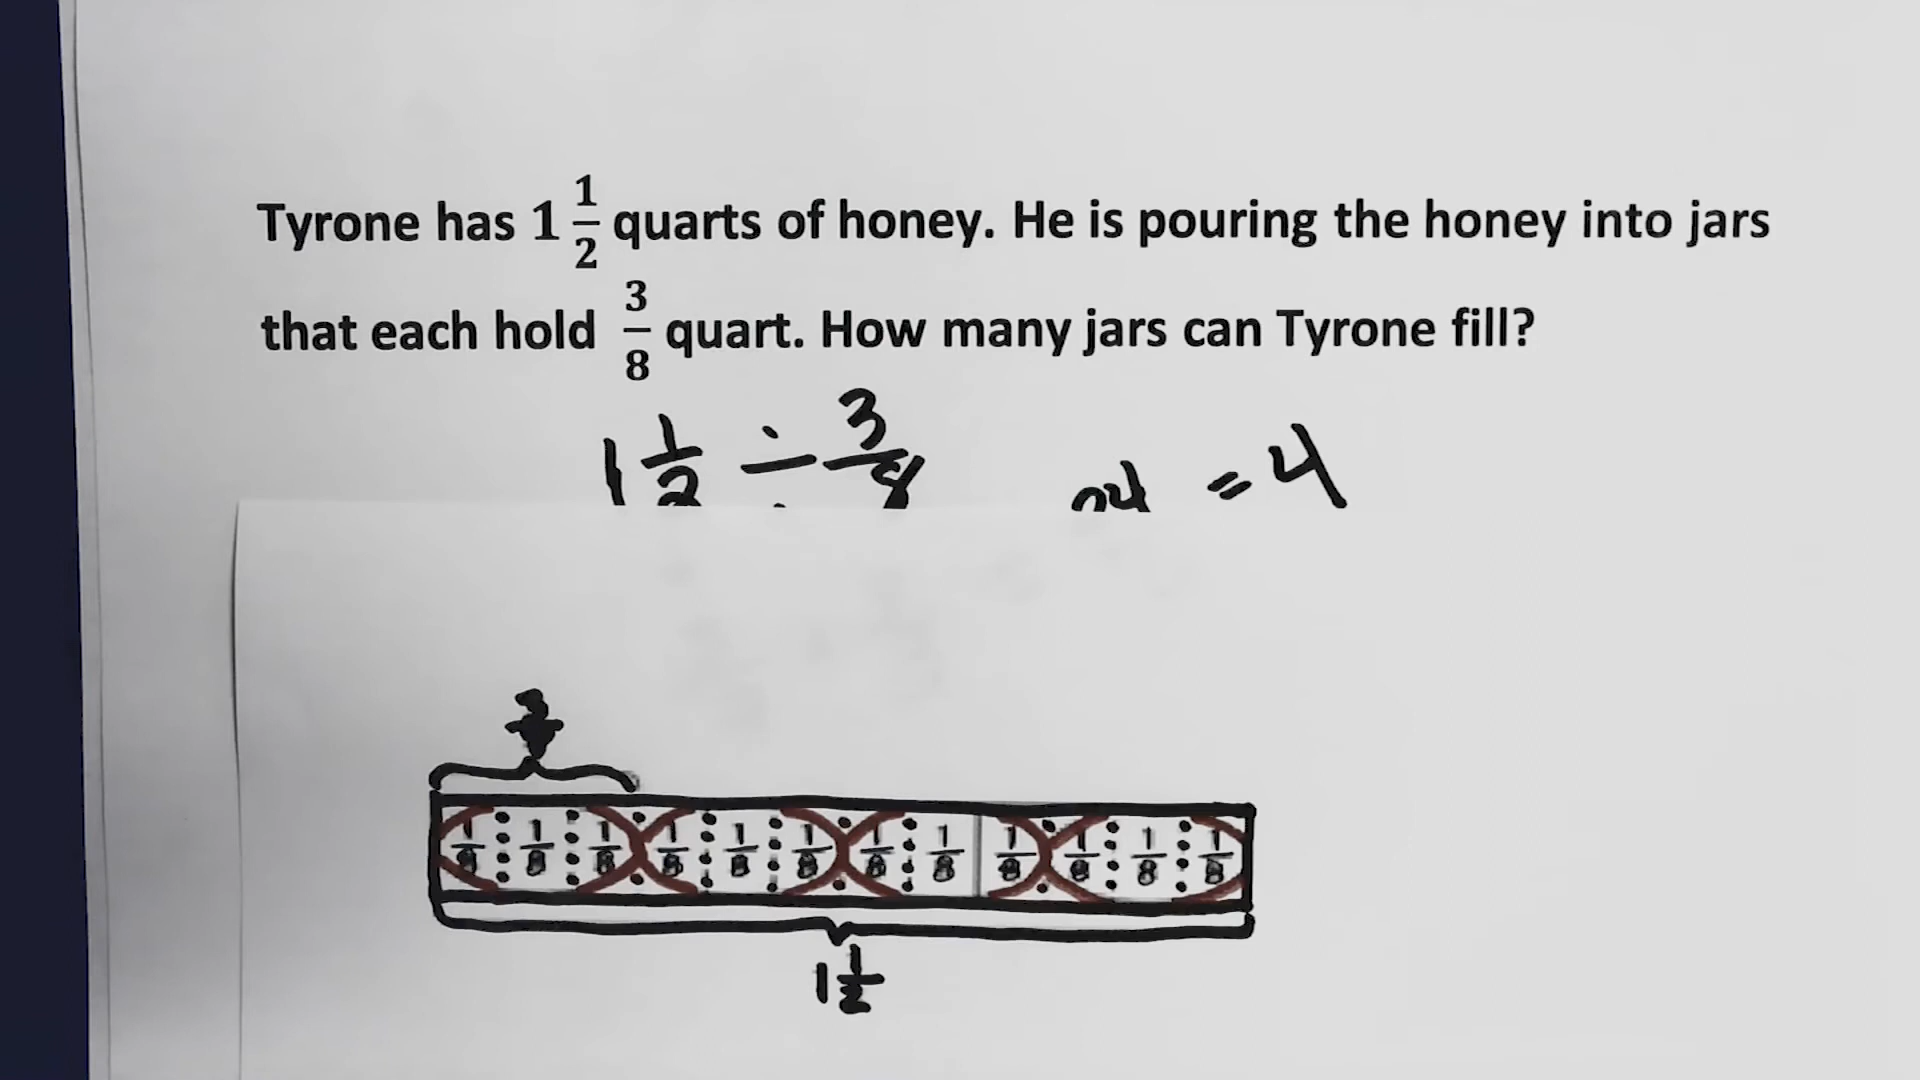 Tyrone has 1 1/2 quarts of honey. He is pouring the honey into jars
that each hold 3/8 quart. How many jars can Tyrone fill?
1 1/2 ÷ 3/8 = 4
1/8 1/8 1/8 1/8 1/8 1/8 1/8 1/8 1/8 1/8 1/8 1/8
1 1/2